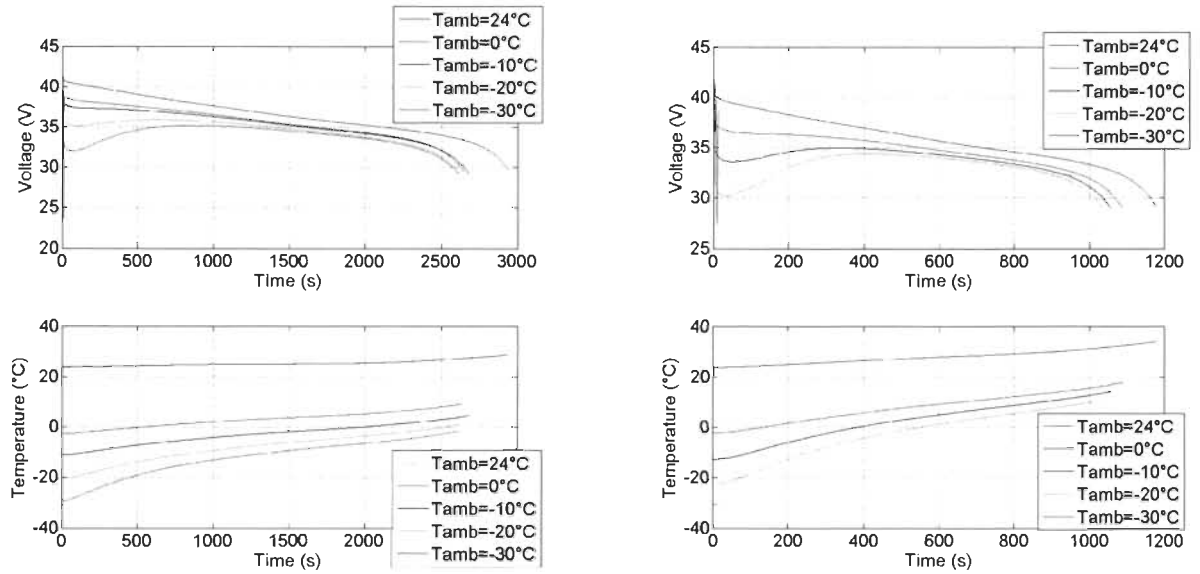 Tamb=24°C
Tamb=0°C
Tamb=-10°C
Tamb=-20°C
Tamb=-30°C
45
40
35
30
25
20
Voltage (V)
0 500 1000 1500 2000 2500 3000
Time (s)
Tamb=24°C
Tamb=0°C
Tamb=-10°C
Tamb=-20°C
Tamb=-30°C
45
40
35
30
25
Voltage (V)
0 200 400 600 800 1000 1200
Time (s)
40
20
0
-20
-40
Temperature (°C)
Tamb=24°C
Tamb=0°C
Tamb=-10°C
Tamb=-20°C
Tamb=-30°C
0 500 1000 1500 2000
Time (s)
40
20
0
-20
-40
Temperature (°C)
Tamb=24°C
Tamb=0°C
Tamb=-10°C
Tamb=-20°C
Tamb=-30°C
0 200 400 600 800 1000 1200
Time (s)